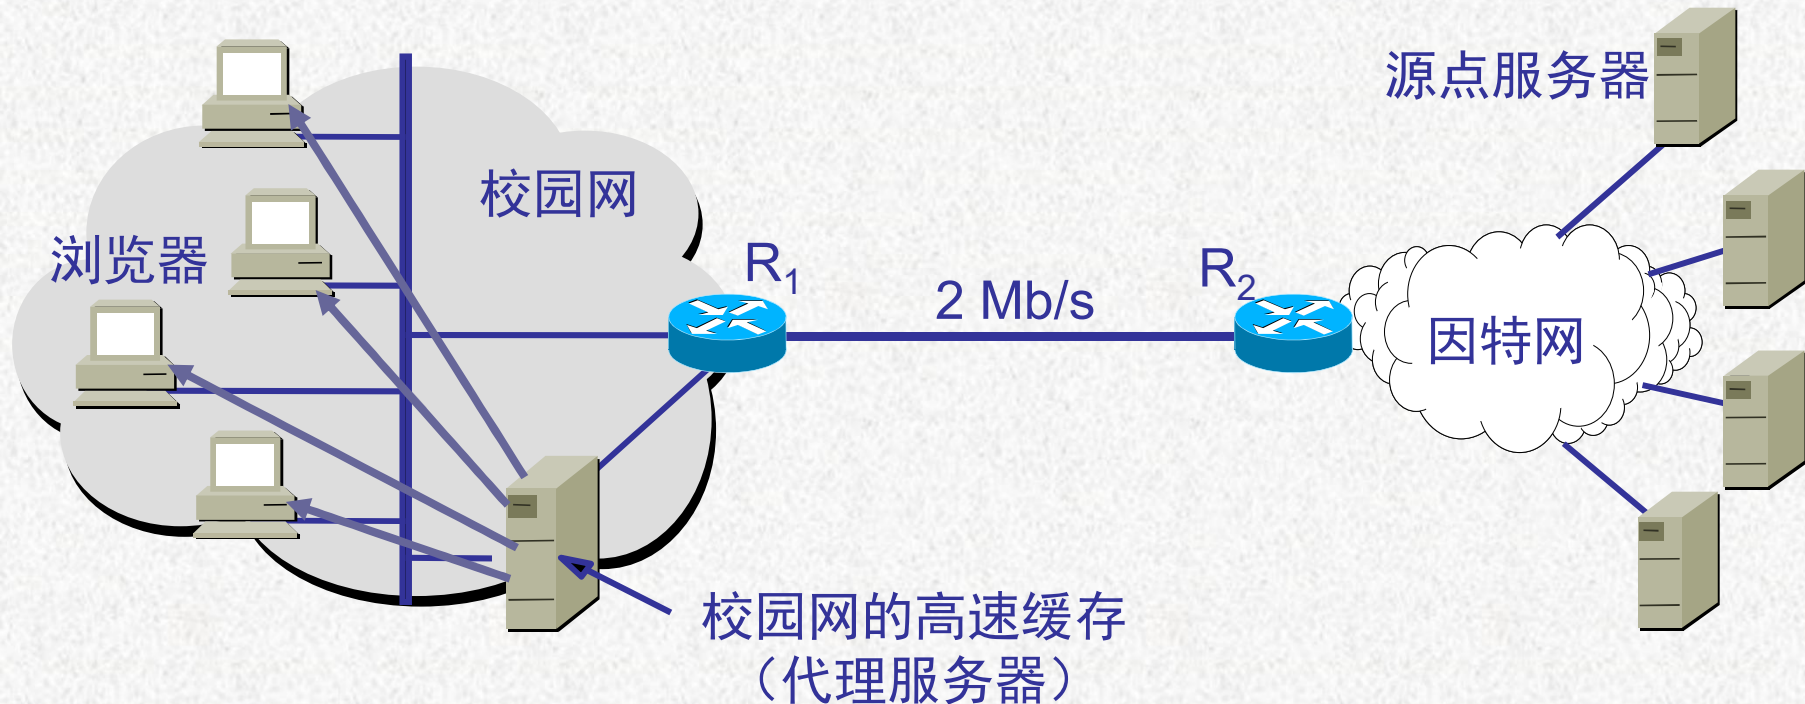 源点服务器
校园网
浏览器
R1
2 Mb/s
R2
因特网
校园网的高速缓存
（代理服务器）